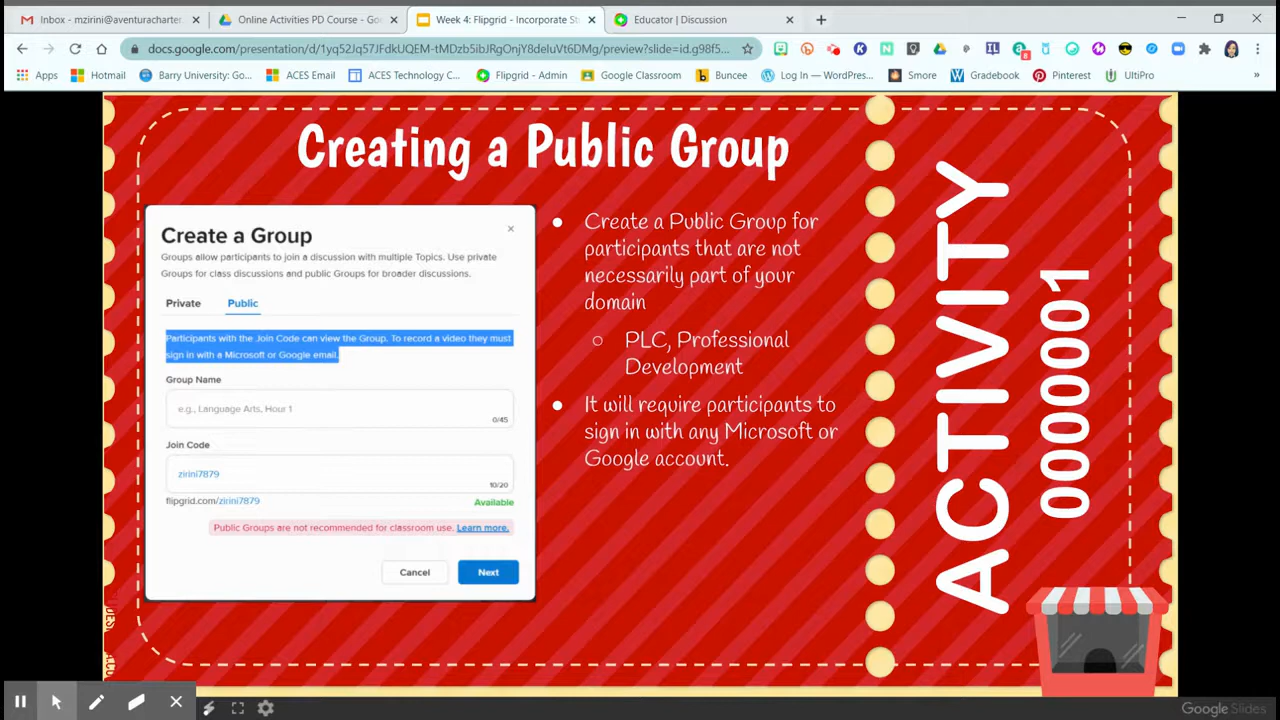 Inbox - mzirini@aventuracharter
Online Activities PD Course - Goo
Week 4: Flipgrid - Incorporate St
Educator | Discussion
docs.google.com/presentation/d/1yq52Jq57JFdkUQEM-tMDzb5ibJRgOnjY8deIuVt6DMg/preview?slide=id.g98f5...
Apps
Hotmail
Barry University: Go...
ACES Email
ACES Technology C...
Flipgrid - Admin
Google Classroom
Buncee
Log In — WordPres...
Smore
Gradebook
Pinterest
UltiPro
»
Creating a Public Group
Create a Group
Groups allow participants to join a discussion with multiple Topics. Use private
Groups for class discussions and public Groups for broader discussions.
Private Public
Participants with the Join Code can view the Group. To record a video they must
sign in with a Microsoft or Google email.
Group Name
e.g., Language Arts, Hour 1
0/45
Join Code
zirini7879
10/20
flipgrid.com/zirini7879
Available
Public Groups are not recommended for classroom use. Learn more.
Cancel
Next
● Create a Public Group for
participants that are not
necessarily part of your
domain
○ PLC, Professional
Development
● It will require participants to
sign in with any Microsoft or
Google account.
ACTIVITY
0000001
Google Slides